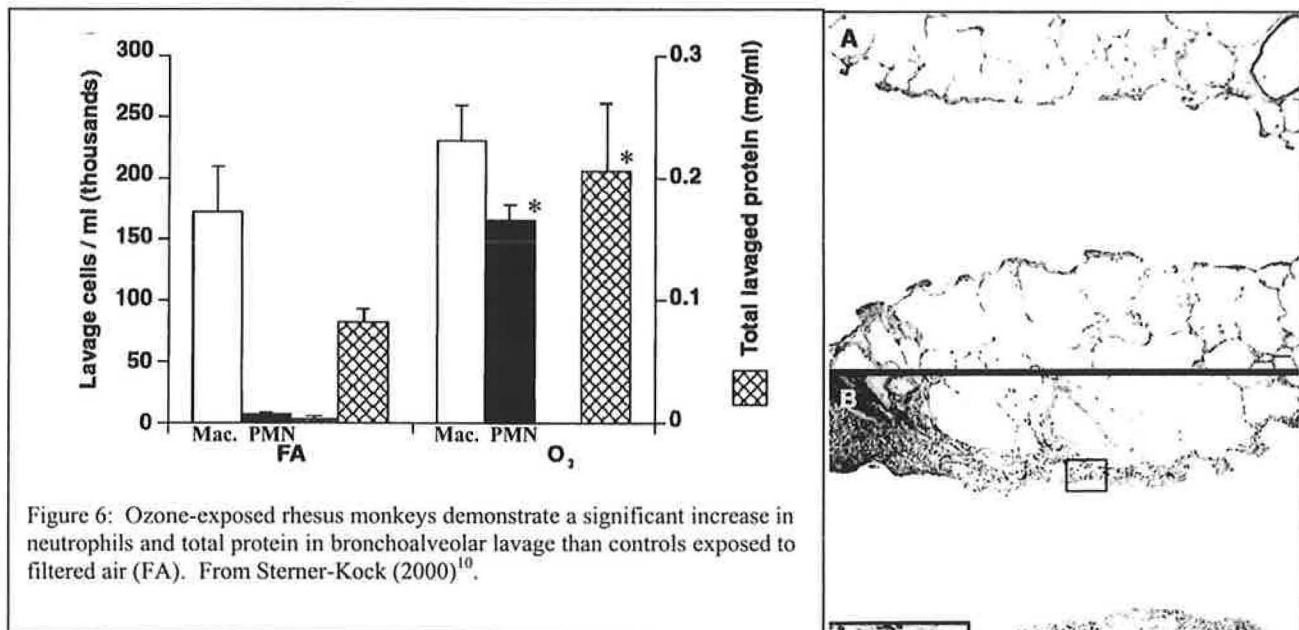 300
250
200
150
100
50
0
Lavage cells / ml (thousands)
Mac. PMN
FA
Mac. PMN
O3
*
*
0.3
0.2
0.1
0
Total lavaged protein (mg/ml)
A
B
Figure 6: Ozone-exposed rhesus monkeys demonstrate a significant increase in
neutrophils and total protein in bronchoalveolar lavage than controls exposed to
filtered air (FA). From Sterner-Kock (2000)10.